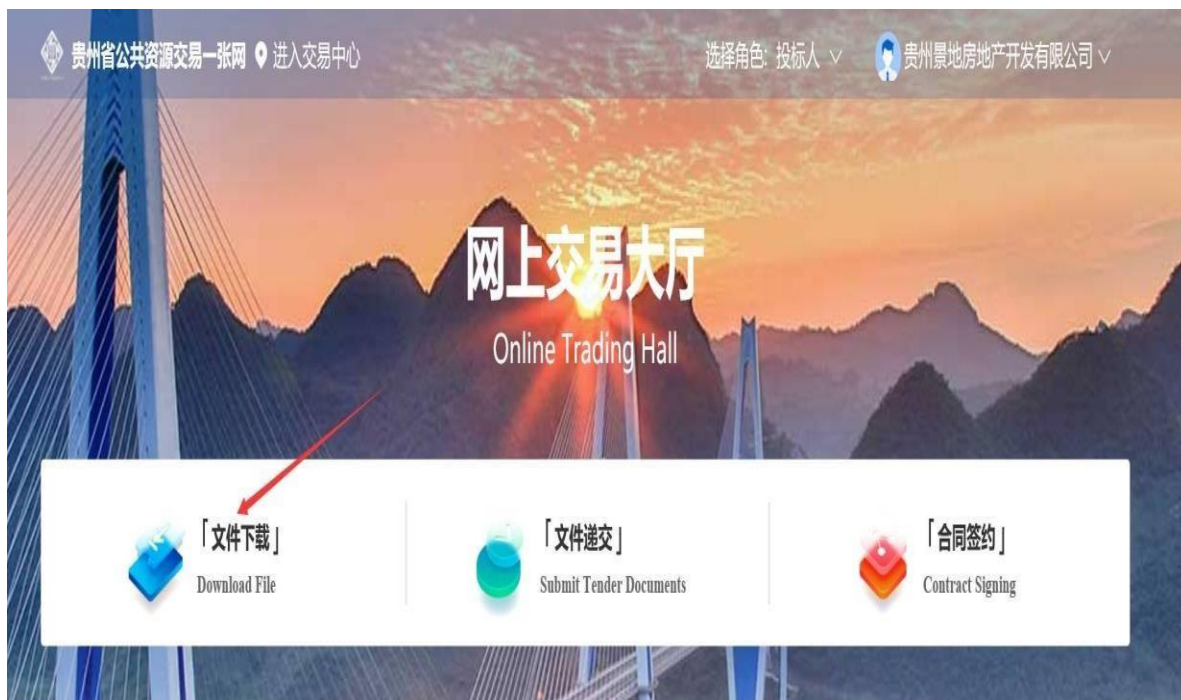 贵州省公共资源交易一张网 进入交易中心 选择角色: 投标人 贵州景地房地产开发有限公司
网上交易大厅
Online Trading Hall
「文件下载」 「文件递交」 「合同签约」
Download File Submit Tender Documents Contract Signing